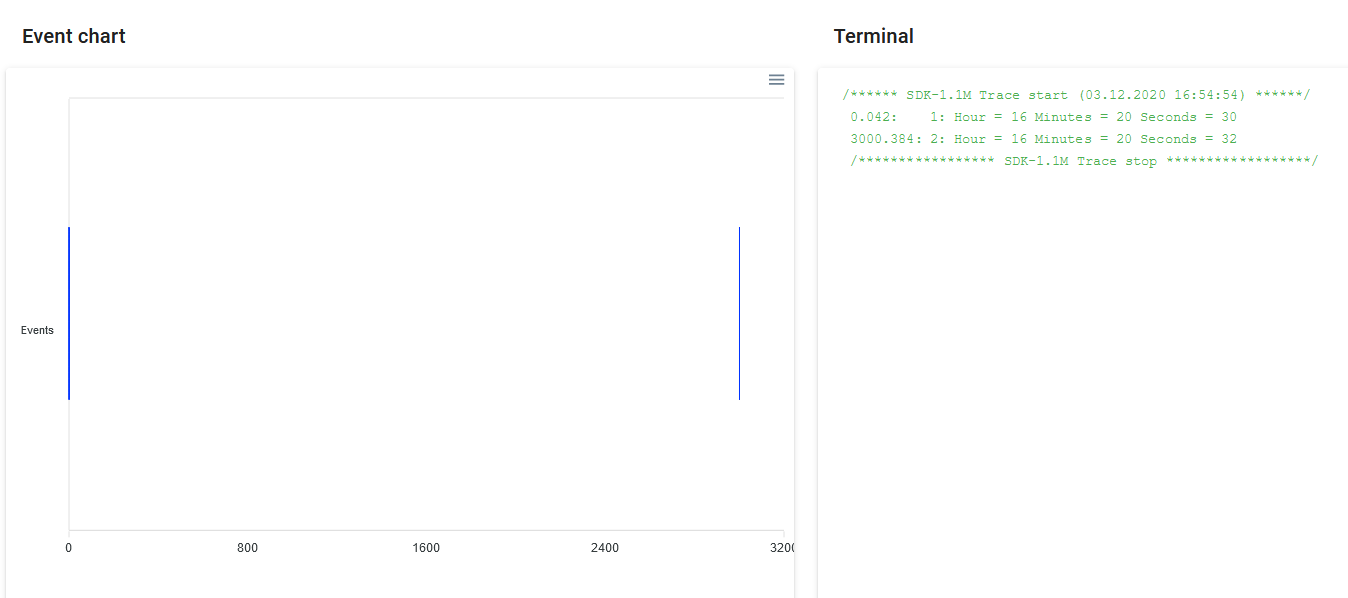 Event chart
Terminal
/****** SDK-1.1M Trace start (03.12.2020 16:54:54) ******/
0.042:    1: Hour = 16 Minutes = 20 Seconds = 30
3000.384: 2: Hour = 16 Minutes = 20 Seconds = 32
/***************** SDK-1.1M Trace stop ******************/
Events
0 800 1600 2400 3200